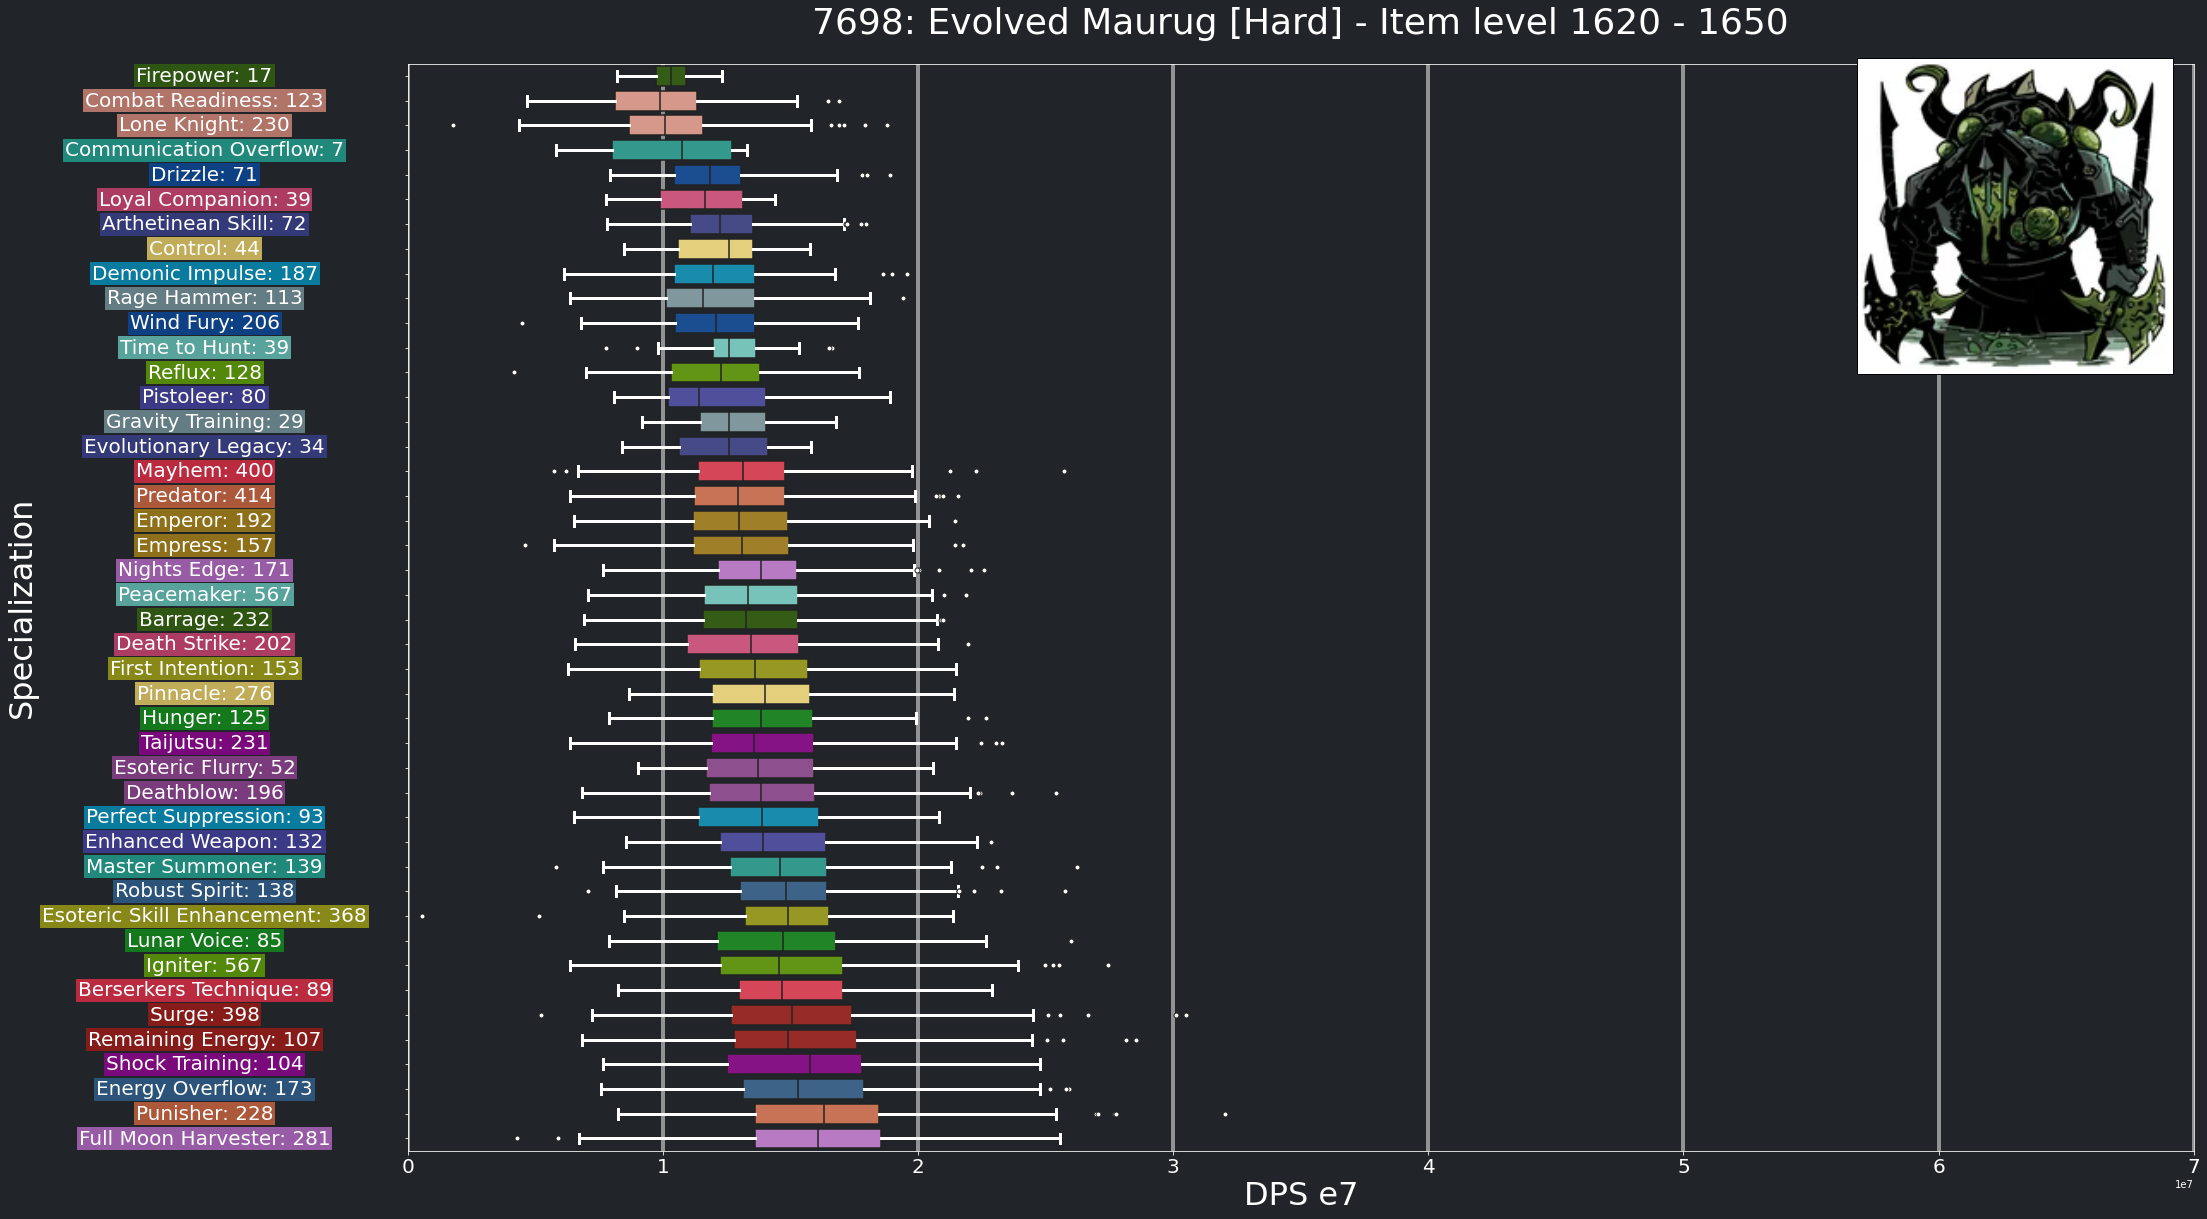 7698: Evolved Maurug [Hard] - Item level 1620 - 1650
Specialization
Firepower: 17
Combat Readiness: 123
Lone Knight: 230
Communication Overflow: 7
Drizzle: 71
Loyal Companion: 39
Arthetinean Skill: 72
Control: 44
Demonic Impulse: 187
Rage Hammer: 113
Wind Fury: 206
Time to Hunt: 39
Reflux: 128
Pistoleer: 80
Gravity Training: 29
Evolutionary Legacy: 34
Mayhem: 400
Predator: 414
Emperor: 192
Empress: 157
Nights Edge: 171
Peacemaker: 567
Barrage: 232
Death Strike: 202
First Intention: 153
Pinnacle: 276
Hunger: 125
Taijutsu: 231
Esoteric Flurry: 52
Deathblow: 196
Perfect Suppression: 93
Enhanced Weapon: 132
Master Summoner: 139
Robust Spirit: 138
Esoteric Skill Enhancement: 368
Lunar Voice: 85
Igniter: 567
Berserkers Technique: 89
Surge: 398
Remaining Energy: 107
Shock Training: 104
Energy Overflow: 173
Punisher: 228
Full Moon Harvester: 281
0 1 2 3 4 5 6 7
1e7
DPS e7